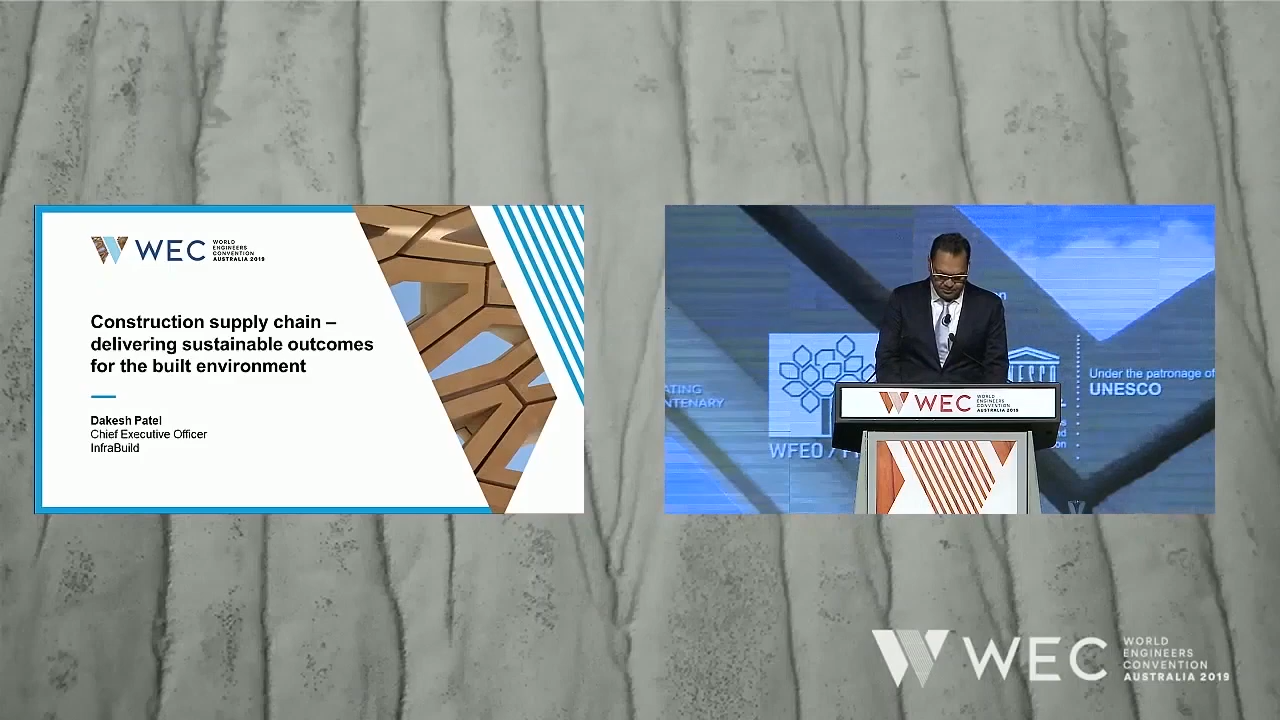 WEC
WORLD
ENGINEERS
CONVENTION
AUSTRALIA 2019
Construction supply chain –
delivering sustainable outcomes
for the built environment
Dakesh Patel
Chief Executive Officer
InfraBuild
Under the patronage of
UNESCO
WFEO /
WEC
WORLD
ENGINEERS
CONVENTION
AUSTRALIA 2019
WEC
WORLD
ENGINEERS
CONVENTION
AUSTRALIA 2019